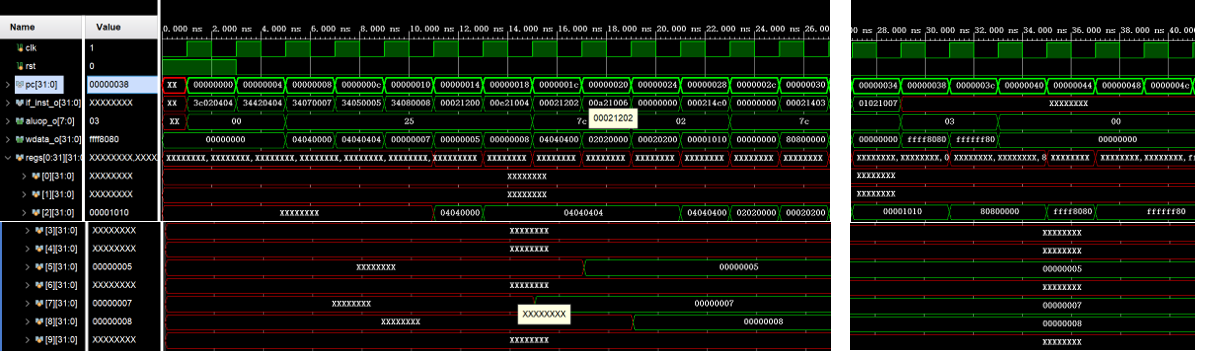 Name Value 0.000 ns 2.000 ns 4.000 ns 6.000 ns 8.000 ns 10.000 ns 12.000 ns 14.000 ns 16.000 ns 18.000 ns 20.000 ns 22.000 ns 24.000 ns 26.00 ns 28.000 ns 30.000 ns 32.000 ns 34.000 ns 36.000 ns 38.000 ns 40.0
clk 1
rst 0
pc[31:0] 00000038 XX 00000000 00000004 00000008 0000000c 00000010 00000014 00000018 0000001c 00000020 00000024 00000028 0000002c 00000030 00000034 00000038 0000003c 00000040 00000044 00000048 0000004c
if_inst_o[31:0] XXXXXXXX XX 3c020404 34420404 34070007 34050005 34080008 00021200 00e21004 00021202 00a21006 00000000 000214c0 00000000 00021403 01021007 XXXXXXXX
aluop_o[7:0] 03 XX 00 25 7c 02 7c 03 00
00021202
wdata_o[31:0] ffff8080 00000000 04040000 04040404 00000007 00000005 00000008 04040400 02020000 00020200 00001010 00000000 80800000 00000000 ffff8080 ffffff80 00000000
regs[0:31][31:0] XXXXXXXX,XXXX XXXXXXXX, XXXXXXXX, XXXXXXXX, XXXXXXXX, XXXXXXXX, XXXXXXXX XXXXXXXX XXXXXXXX XXXXXXXX XXXXXXXX XXXXXXXX XXXXXXXX XXXXXXXX XXXXXXXX, XXXXXXXX, 0 XXXXXXXX, XXXXXXXX, 8 XXXXXXXX XXXXXXXX, XXXXXXXX, f
[0][31:0] XXXXXXXX XXXXXXXX XXXXXXXX
[1][31:0] XXXXXXXX XXXXXXXX XXXXXXXX
[2][31:0] 00001010 XXXXXXXX 04040000 04040404 04040400 02020000 00020200 00001010 80800000 ffff8080 ffffff80
[3][31:0] XXXXXXXX XXXXXXXX XXXXXXXX
[4][31:0] XXXXXXXX XXXXXXXX XXXXXXXX
[5][31:0] 00000005 XXXXXXXX 00000005 00000005
[6][31:0] XXXXXXXX XXXXXXXX XXXXXXXX
[7][31:0] 00000007 XXXXXXXX 00000007 00000007
XXXXXXXX
[8][31:0] 00000008 XXXXXXXX 00000008 00000008
[9][31:0] XXXXXXXX XXXXXXXX XXXXXXXX